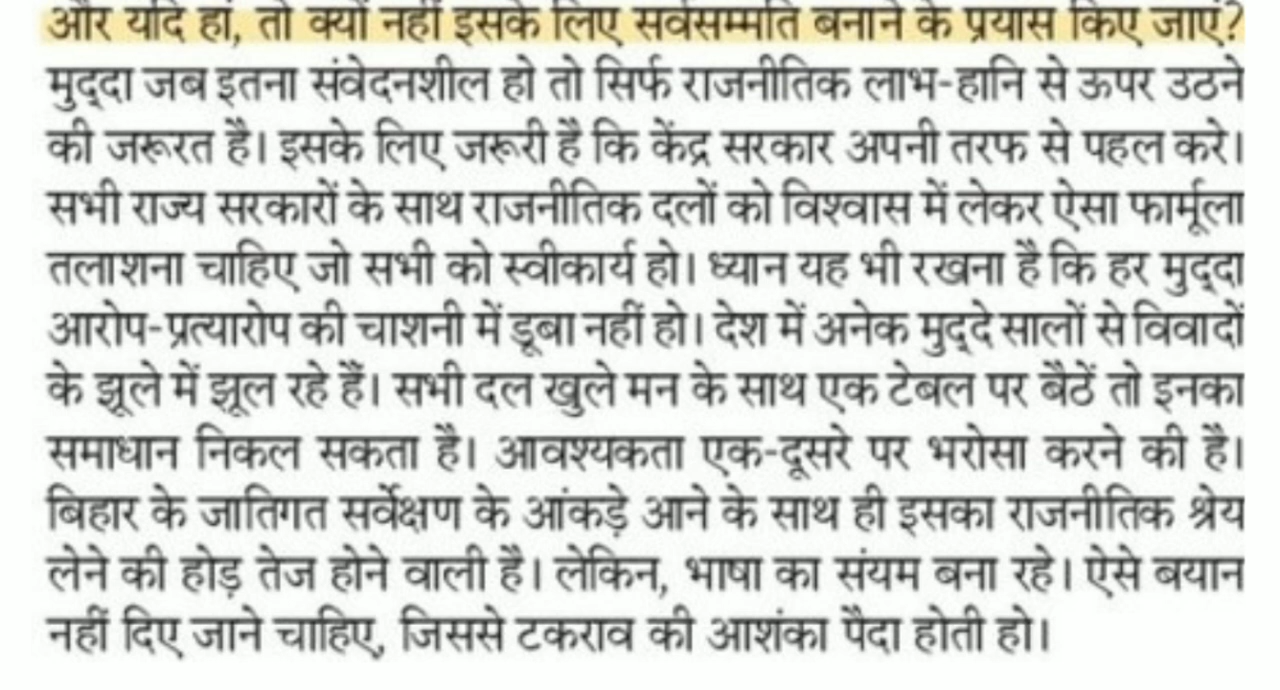 और यदि हां, तो क्यों नहीं इसके लिए सर्वसम्मति बनाने के प्रयास किए जाएं?
मुद्‌दा जब इतना संवेदनशील हो तो सिर्फ राजनीतिक लाभ-हानि से ऊपर उठने
की जरूरत है। इसके लिए जरूरी है कि केंद्र सरकार अपनी तरफ से पहल करे।
सभी राज्य सरकारों के साथ राजनीतिक दलों को विश्वास में लेकर ऐसा फार्मूला
तलाशना चाहिए जो सभी को स्वीकार्य हो। ध्यान यह भी रखना है कि हर मुद्‌दा
आरोप-प्रत्यारोप की चाशनी में डूबा नहीं हो। देश में अनेक मुद्‌दे सालों से विवादों
के झूले में झूल रहे हैं। सभी दल खुले मन के साथ एक टेबल पर बैठें तो इनका
समाधान निकल सकता है। आवश्यकता एक-दूसरे पर भरोसा करने की है।
बिहार के जातिगत सर्वेक्षण के आंकड़े आने के साथ ही इसका राजनीतिक श्रेय
लेने की होड़ तेज होने वाली है। लेकिन, भाषा का संयम बना रहे। ऐसे बयान
नहीं दिए जाने चाहिए, जिससे टकराव की आशंका पैदा होती हो।